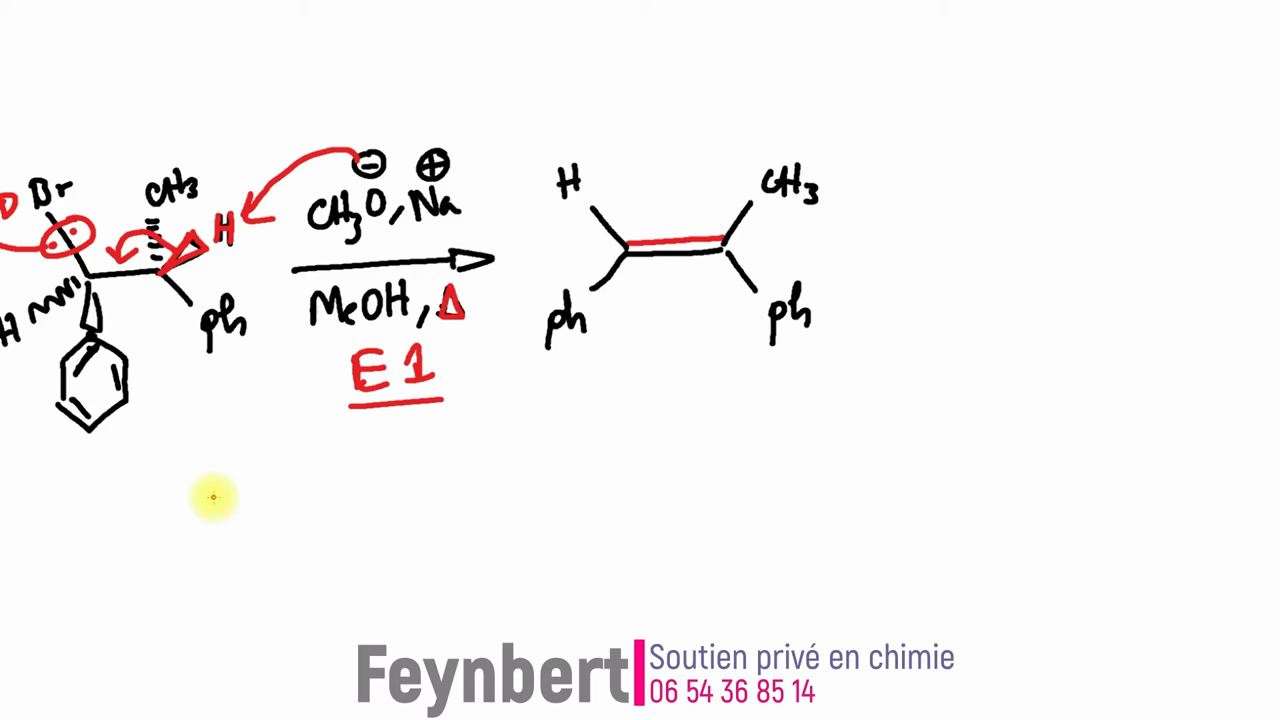 Br
CH3
H
H
Ph
⊖ ⊕
CH3O, Na
MeOH, Δ
E1
H
CH3
Ph
Ph
Feynbert
Soutien privé en chimie
06 54 36 85 14